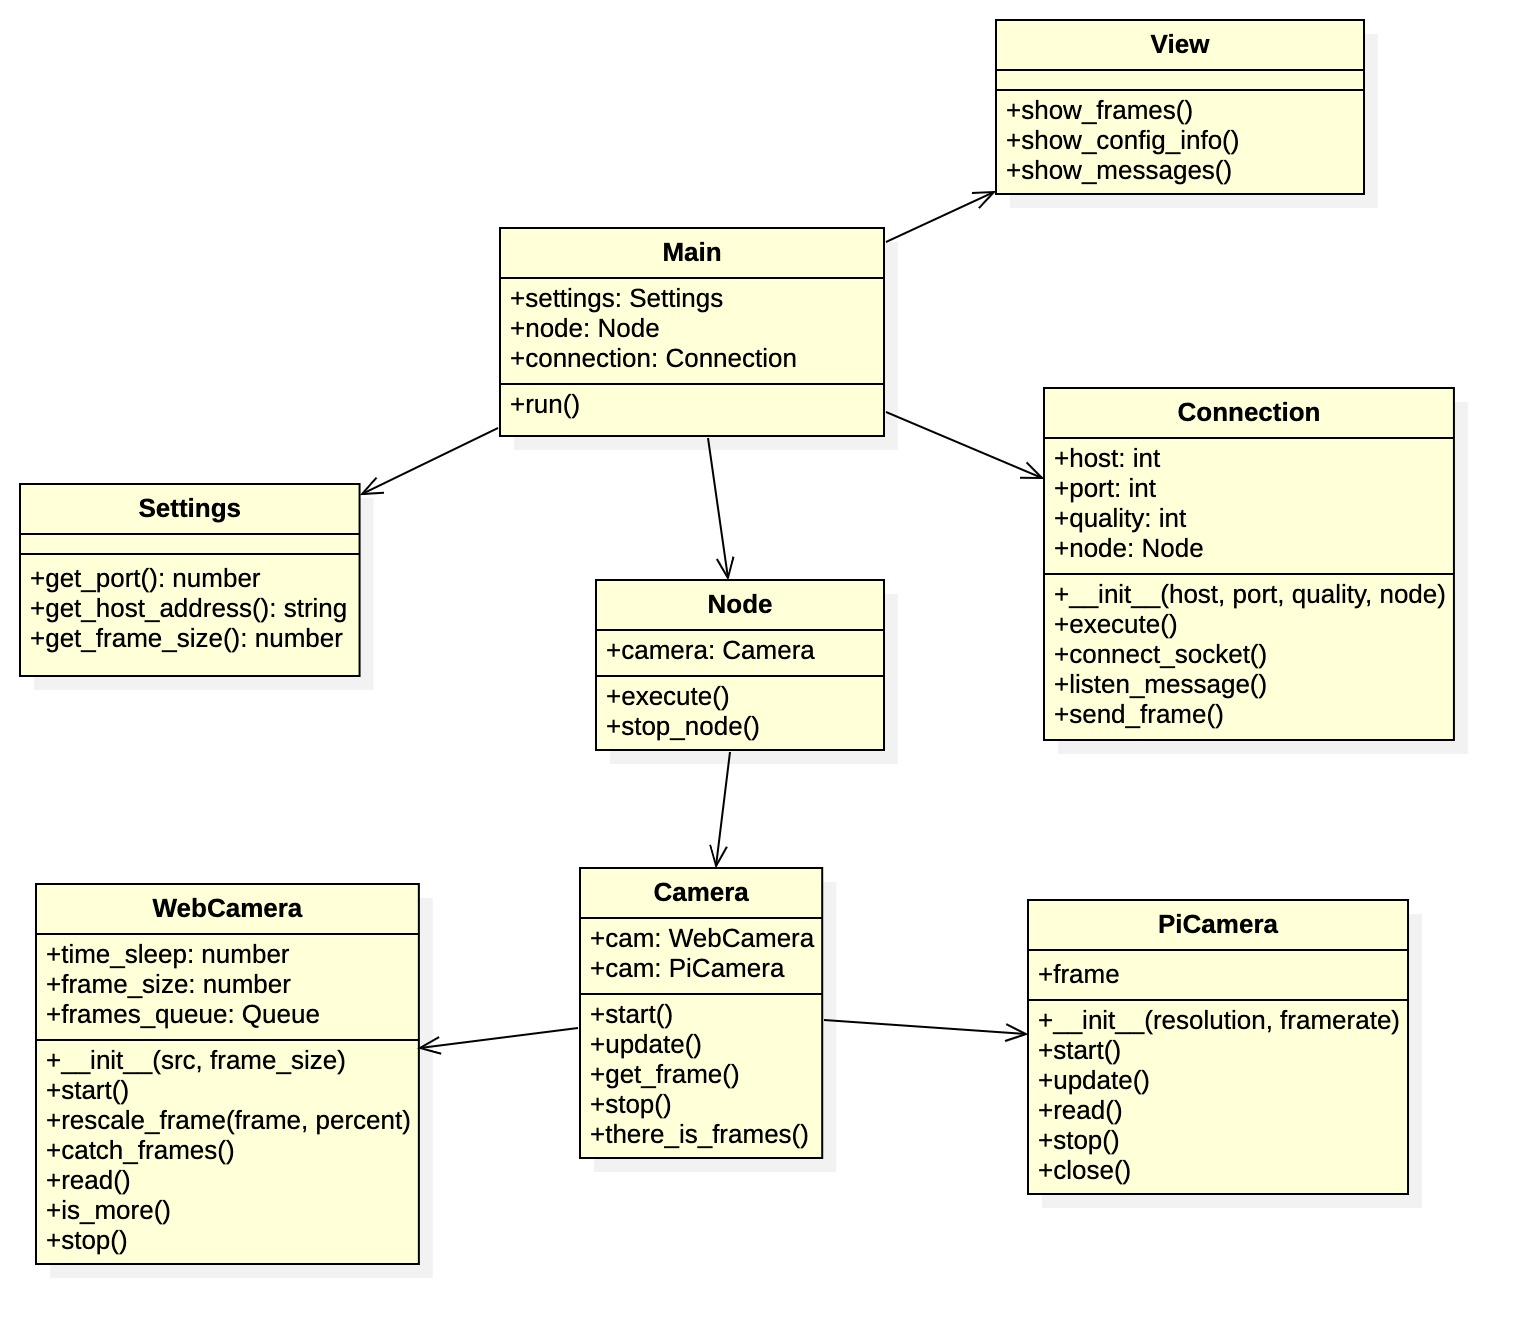 View
+show_frames()
+show_config_info()
+show_messages()
Main
+settings: Settings
+node: Node
+connection: Connection
+run()
Connection
+host: int
+port: int
+quality: int
+node: Node
+__init__(host, port, quality, node)
+execute()
+connect_socket()
+listen_message()
+send_frame()
Settings
+get_port(): number
+get_host_address(): string
+get_frame_size(): number
Node
+camera: Camera
+execute()
+stop_node()
WebCamera
+time_sleep: number
+frame_size: number
+frames_queue: Queue
+__init__(src, frame_size)
+start()
+rescale_frame(frame, percent)
+catch_frames()
+read()
+is_more()
+stop()
Camera
+cam: WebCamera
+cam: PiCamera
+start()
+update()
+get_frame()
+stop()
+there_is_frames()
PiCamera
+frame
+__init__(resolution, framerate)
+start()
+update()
+read()
+stop()
+close()